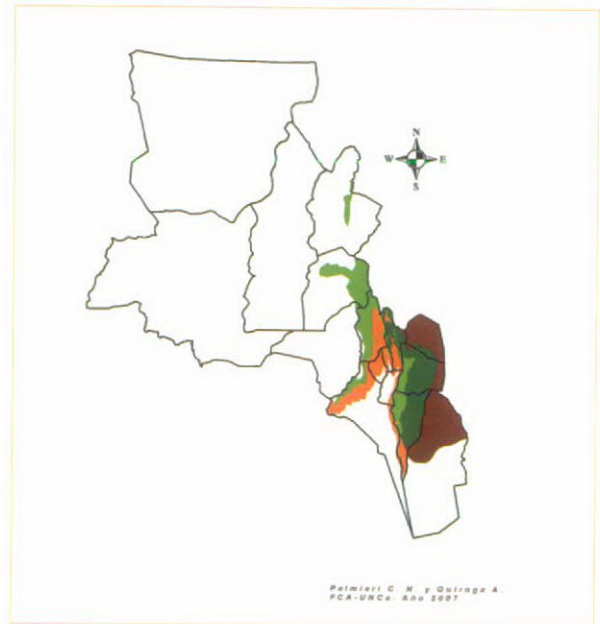 N
W E
S
Palmieri C. N. y Quiroga A.
FCA-UNCa. Año 2007